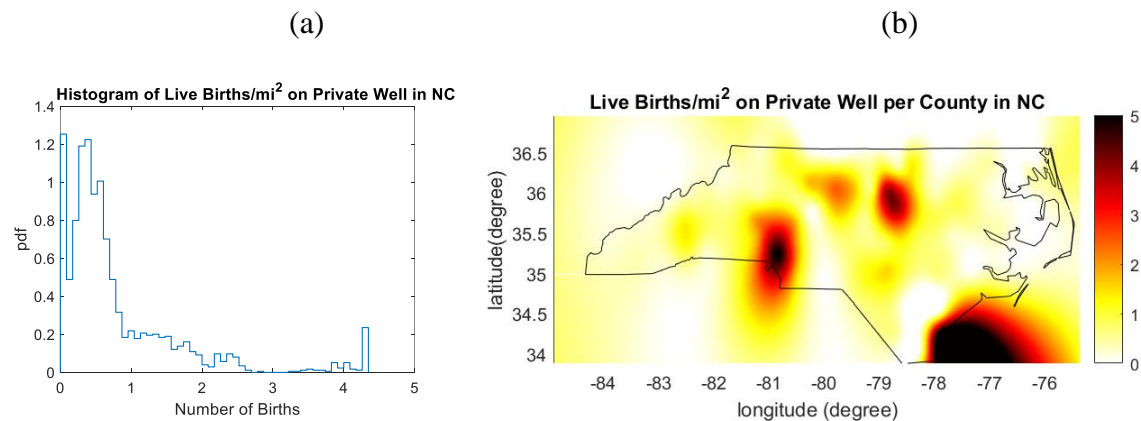 (a)
Histogram of Live Births/mi² on Private Well in NC
1.4
1.2
1
0.8
0.6
0.4
0.2
0
pdf
0 1 2 3 4 5
Number of Births
(b)
Live Births/mi² on Private Well per County in NC
36.5
36
35.5
35
34.5
34
latitude(degree)
-84 -83 -82 -81 -80 -79 -78 -77 -76
longitude (degree)
5
4
3
2
1
0